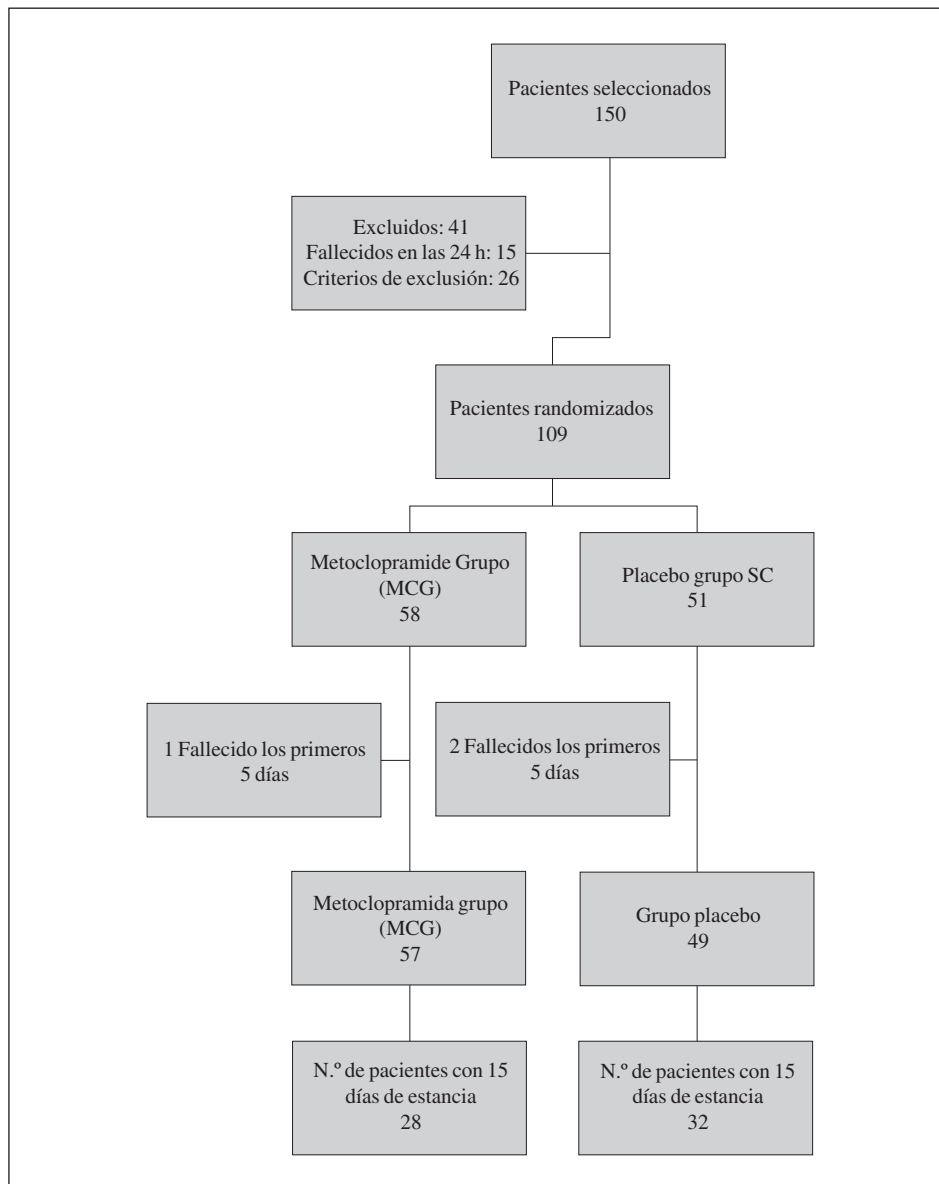 Pacientes seleccionados
150
Excluidos: 41
Fallecidos en las 24 h: 15
Criterios de exclusión: 26
Pacientes randomizados
109
Metoclopramide Grupo
(MCG)
58
Placebo grupo SC
51
1 Fallecido los primeros
5 días
2 Fallecidos los primeros
5 días
Metoclopramida grupo
(MCG)
57
Grupo placebo
49
N.º de pacientes con 15
días de estancia
28
N.º de pacientes con 15
días de estancia
32